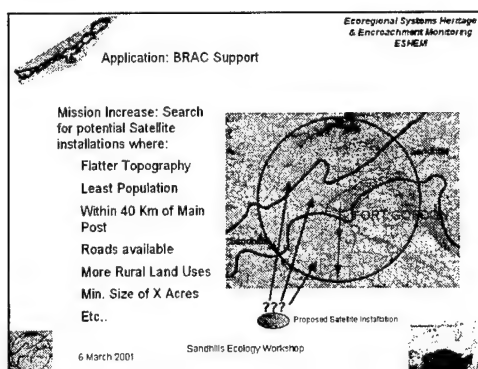 Ecoregional Systems Heritage
& Encroachment Monitoring
ESHEM
Application: BRAC Support
Mission Increase: Search
for potential Satellite
installations where:
Flatter Topography
Least Population
Within 40 Km of Main
Post
Roads available
More Rural Land Uses
Min. Size of X Acres
Etc..
FORT GORDON
???
Proposed Satellite Installation
6 March 2001
Sandhills Ecology Workshop